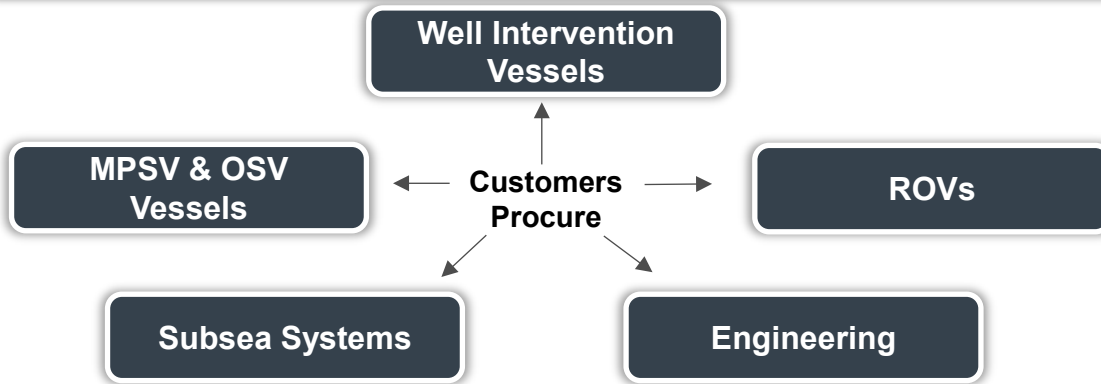 Well Intervention
Vessels
MPSV & OSV
Vessels
Customers
Procure
ROVs
Subsea Systems
Engineering